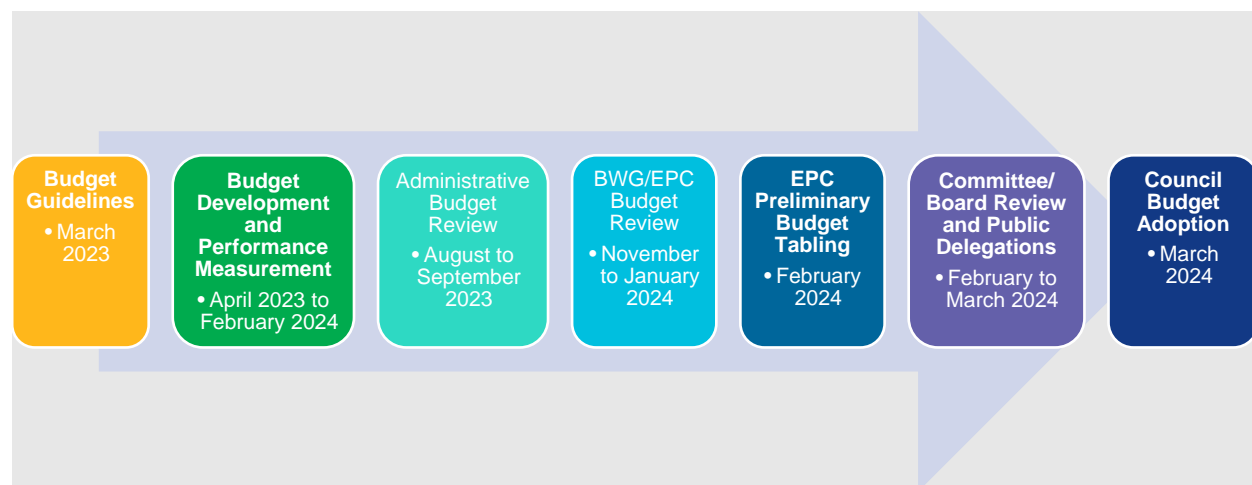 Budget
Guidelines
• March
2023
Budget
Development
and
Performance
Measurement
• April 2023 to
February 2024
Administrative
Budget
Review
• August to
September
2023
BWG/EPC
Budget
Review
• November
to January
2024
EPC
Preliminary
Budget
Tabling
• February
2024
Committee/
Board Review
and Public
Delegations
• February to
March 2024
Council
Budget
Adoption
• March
2024